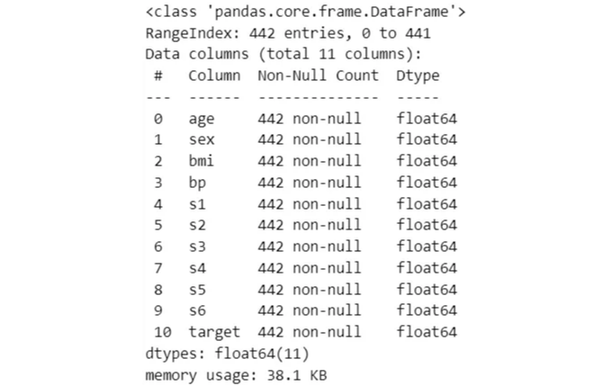 <class 'pandas.core.frame.DataFrame'>
RangeIndex: 442 entries, 0 to 441
Data columns (total 11 columns):
 #   Column  Non-Null Count  Dtype
---  ------  --------------  -----
 0   age     442 non-null    float64
 1   sex     442 non-null    float64
 2   bmi     442 non-null    float64
 3   bp      442 non-null    float64
 4   s1      442 non-null    float64
 5   s2      442 non-null    float64
 6   s3      442 non-null    float64
 7   s4      442 non-null    float64
 8   s5      442 non-null    float64
 9   s6      442 non-null    float64
 10  target  442 non-null    float64
dtypes: float64(11)
memory usage: 38.1 KB